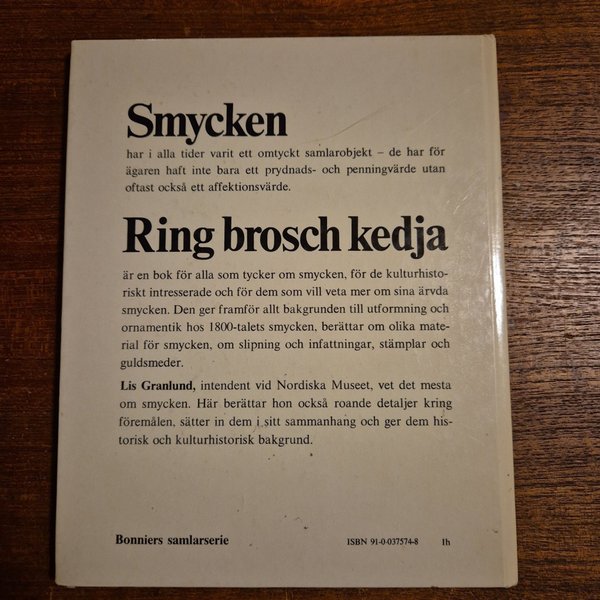 Smycken
har i alla tider varit ett omtyckt samlarobjekt – de har för
ägaren haft inte bara ett prydnads- och penningvärde utan
oftast också ett affektionsvärde.
Ring brosch kedja
är en bok för alla som tycker om smycken, för de kulturhisto-
riskt intresserade och för dem som vill veta mer om sina ärvda
smycken. Den ger framför allt bakgrunden till utformning och
ornamentik hos 1800-talets smycken, berättar om olika mate-
rial för smycken, om slipning och infattningar, stämplar och
guldsmeder.
Lis Granlund, intendent vid Nordiska Museet, vet det mesta
om smycken. Här berättar hon också roande detaljer kring
föremålen, sätter in dem i sitt sammanhang och ger dem his-
torisk och kulturhistorisk bakgrund.
Bonniers samlarserie ISBN 91-0-037574-8 Ih